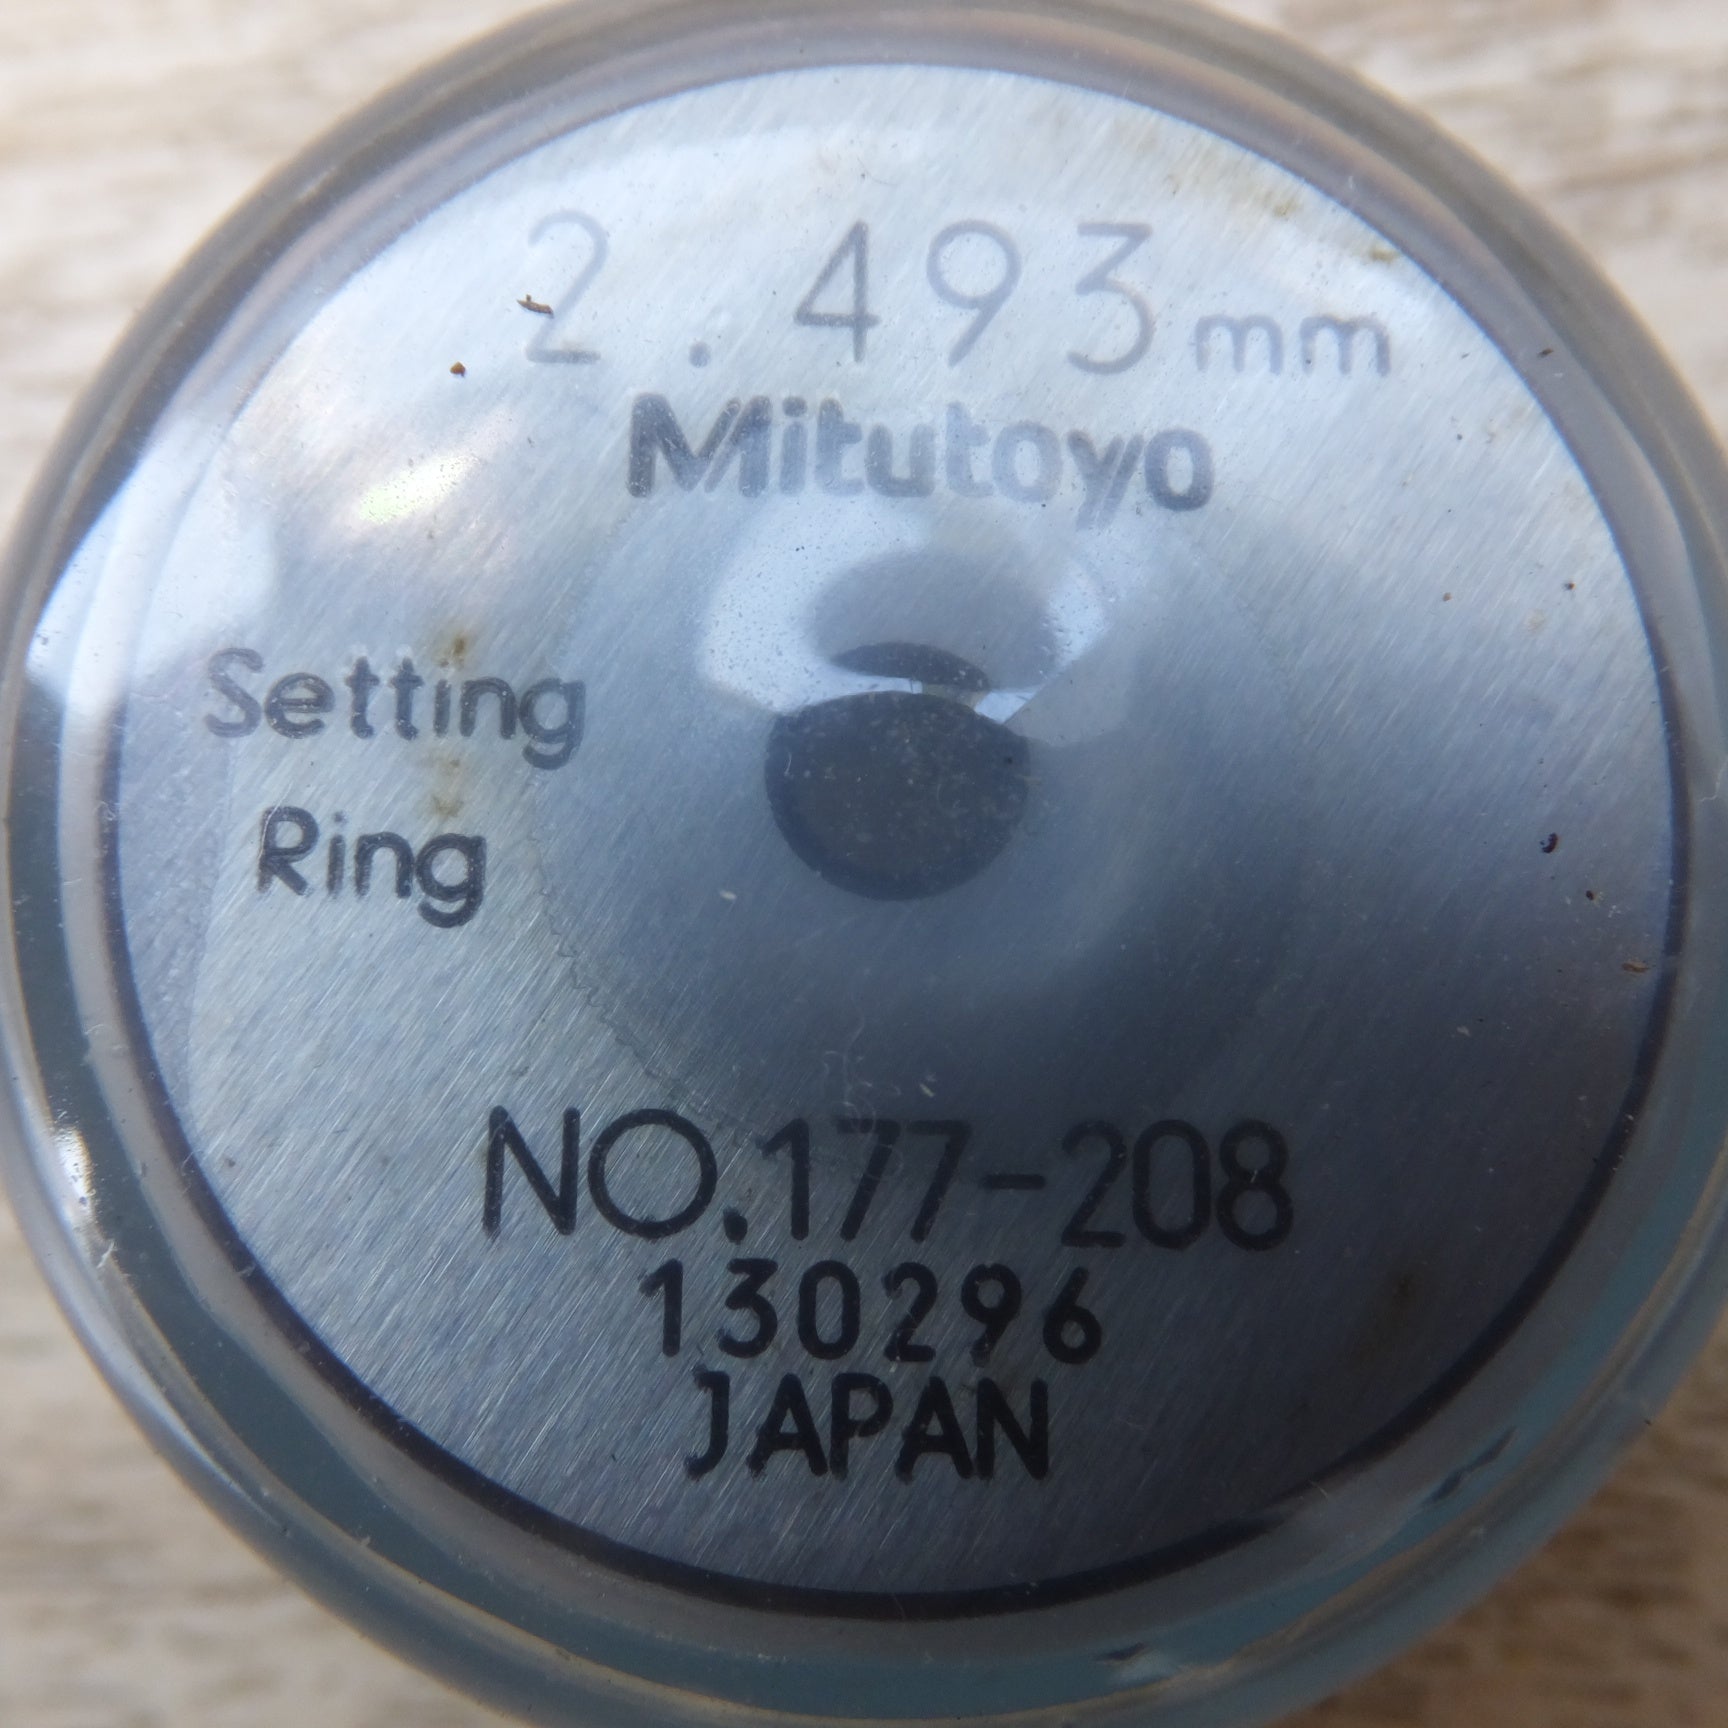 2.493mm
Mitutoyo
Setting
Ring
NO.177-208
130296
JAPAN